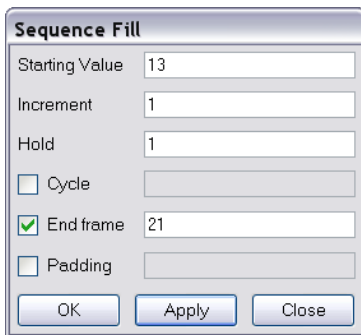 Sequence Fill
Starting Value 13
Increment 1
Hold 1
Cycle
End frame 21
Padding
OK Apply Close